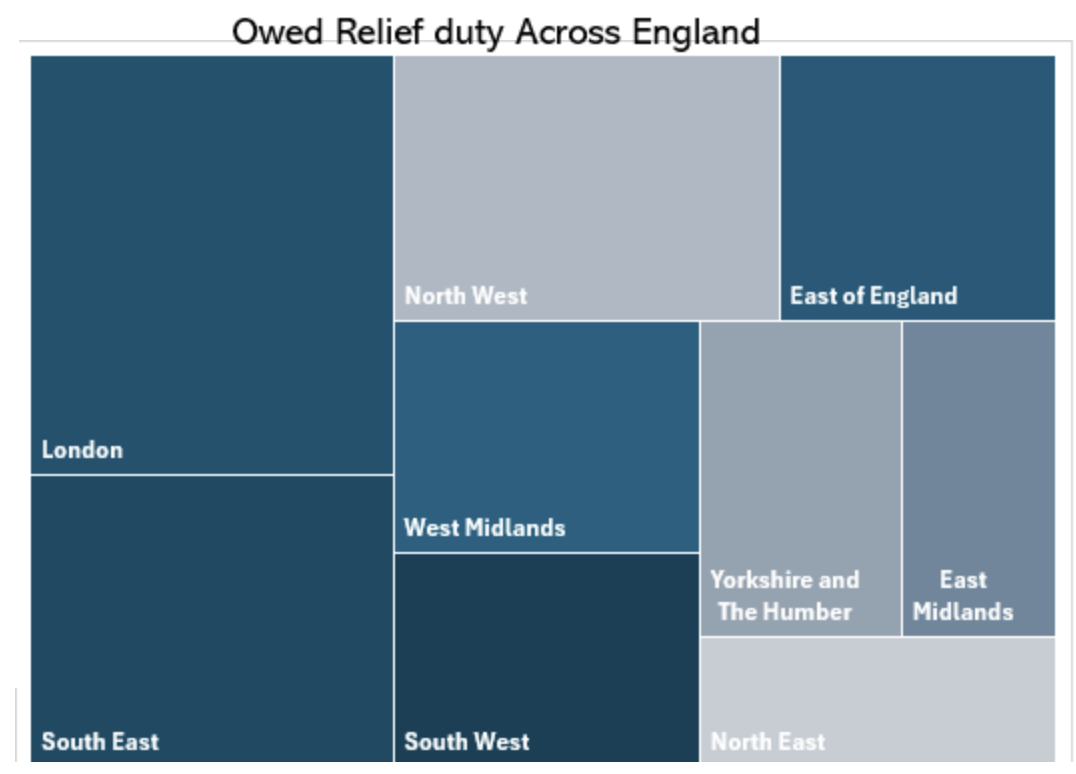 Owed Relief duty Across England
North West
East of England
London
West Midlands
Yorkshire and
The Humber
East
Midlands
South East
South West
North East